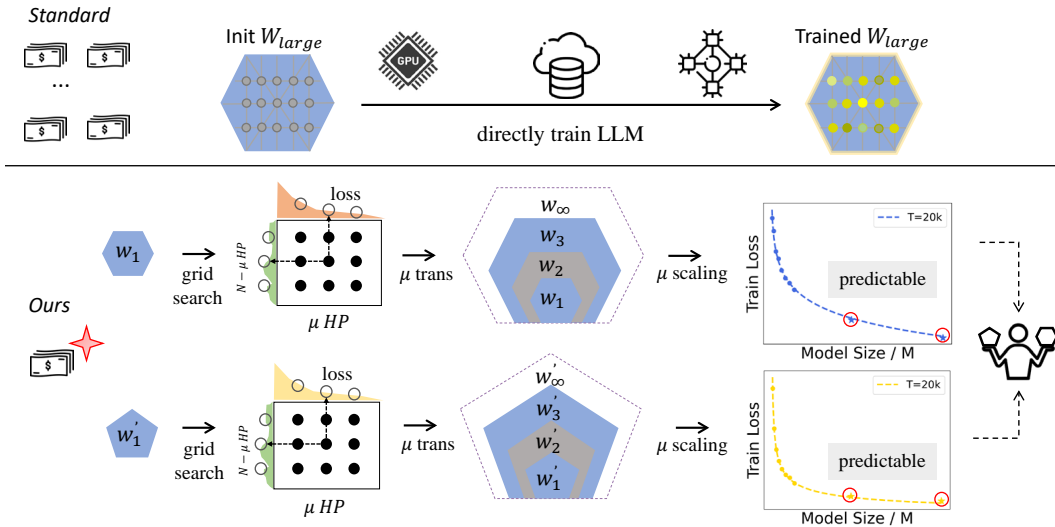 Standard
$
$
...
$
$
Init W_large
GPU
directly train LLM
Trained W_large
Ours
$
w_1
grid
search
loss
N − μ HP
μ HP
μ trans
w_∞
w_3
w_2
w_1
μ scaling
Train Loss
T=20k
predictable
Model Size / M
w_1'
grid
search
loss
N − μ HP
μ HP
μ trans
w_∞'
w_3'
w_2'
w_1'
μ scaling
Train Loss
T=20k
predictable
Model Size / M